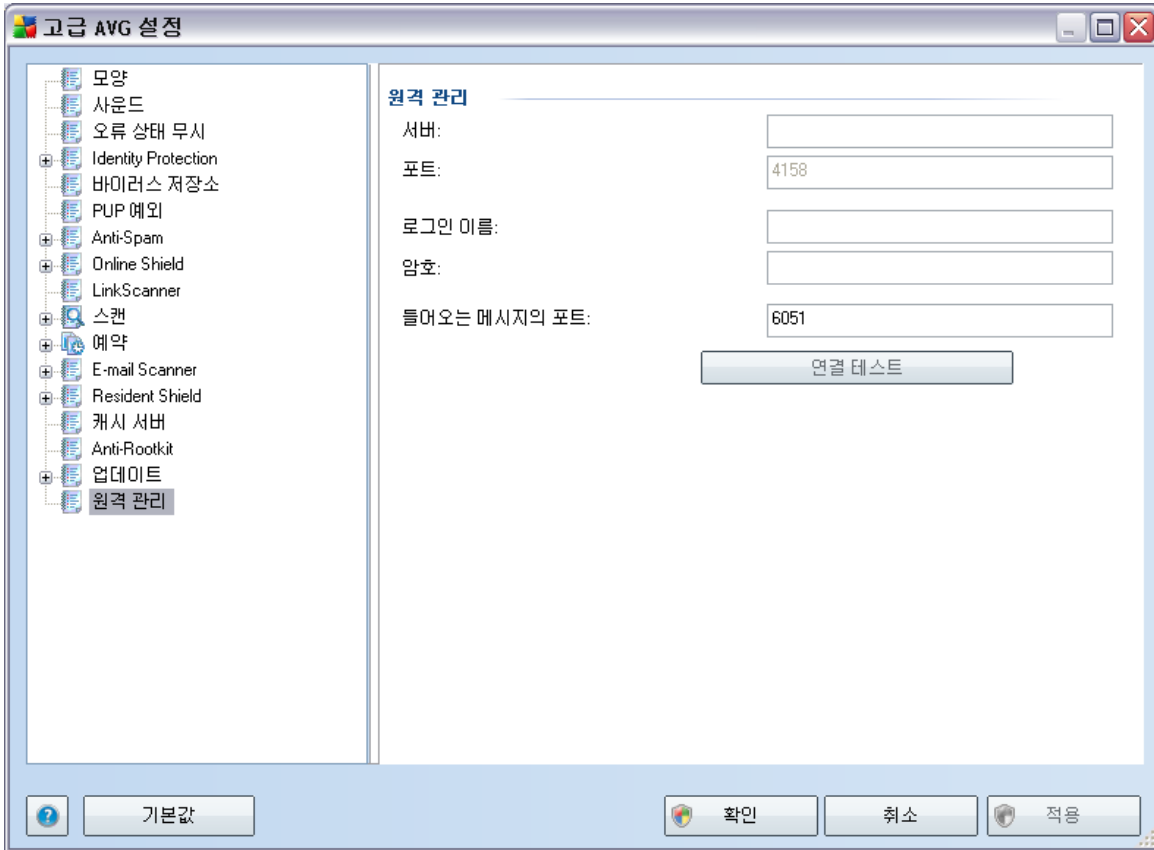 고급 AVG 설정
모양
사운드
오류 상태 무시
Identity Protection
바이러스 저장소
PUP 예외
Anti-Spam
Online Shield
LinkScanner
스캔
예약
E-mail Scanner
Resident Shield
캐시 서버
Anti-Rootkit
업데이트
원격 관리
원격 관리
서버:
포트: 4158
로그인 이름:
암호:
들어오는 메시지의 포트: 6051
연결 테스트
기본값 확인 취소 적용